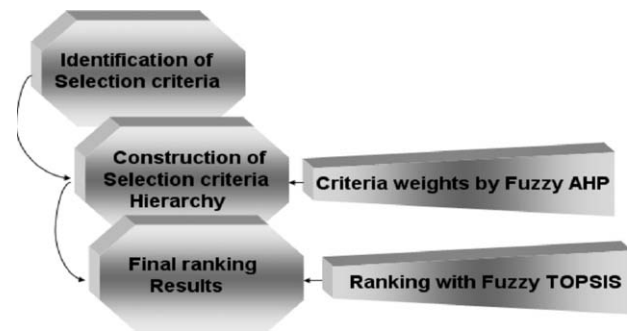 Identification of
Selection criteria
Construction of
Selection criteria
Hierarchy
Criteria weights by Fuzzy AHP
Final ranking
Results
Ranking with Fuzzy TOPSIS